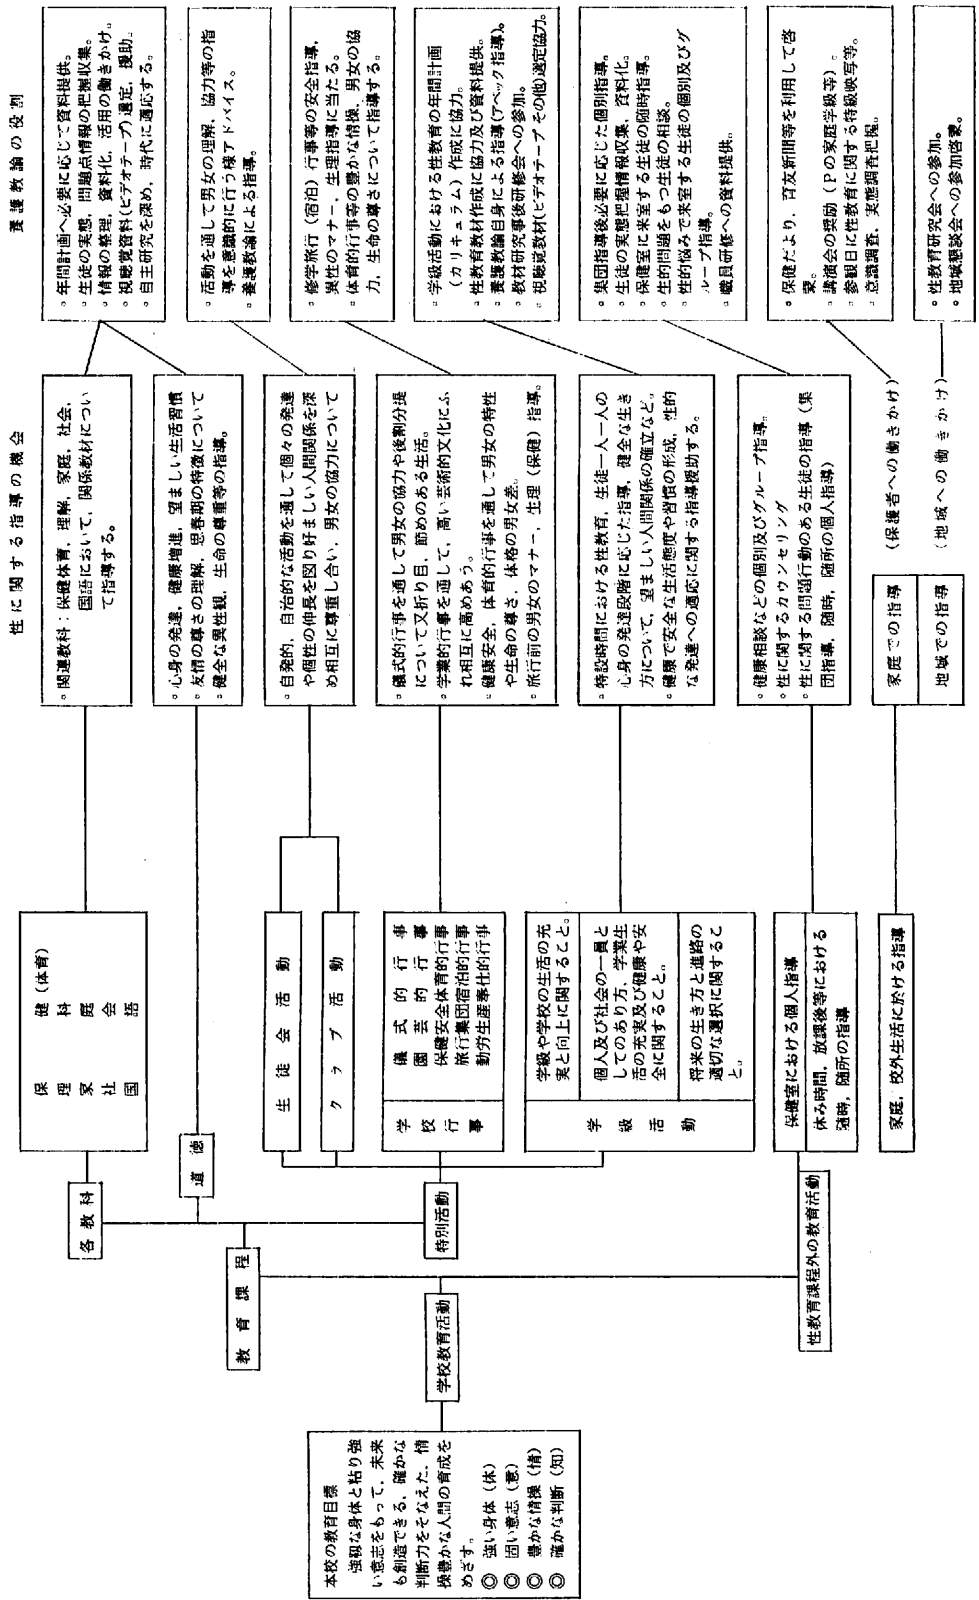 性に関する指導の機会
養護教諭の役割
本校の教育目標
強靱な身体と粘り強
い意志をもって、未来
も創造できる、確かな
判断力をそなえた、情
操豊かな人間の育成を
めざす。
◎ 強い身体(体)
◎ 固い意志(意)
◎ 豊かな情操(情)
◎ 確かな判断(知)
学校教育活動
教育課程
性教育課程外の教育活動
各教科
道徳
特別活動
保健(体育)
理科
家庭
社会
国語
生徒会活動
クラブ活動
学校行事
儀式的行事
園芸的行事
保健安全体育的行事
旅行集団宿泊的行事
勤労生産奉仕的行事
学級活動
学級や学校の生活の充
実と向上に関すること。
個人及び社会の一員と
してのあり方、学業生
活の充実及び健康や安
全に関すること。
将来の生き方と進路の
適切な選択に関するこ
と。
保健室における個人指導
休み時間、放課後等における
随時、随所の指導
家庭、校外生活に於ける指導
◦関連教科:保健体育、理解、家庭、社会、
国語において、関係教材につい
て指導する。
◦心身の発達、健康増進、望ましい生活習慣
◦友情の尊さの理解、思春期の特徴について
健全な異性観、生命の尊重等の指導。
◦自発的、自治的な活動を通して個々の発達
や個性の伸長を図り好ましい人間関係を深
め相互に尊重し合い、男女の協力について
◦儀式的行事を通して男女の協力や後割分提
について又折り目、節めのある生活。
◦学業的行事を通して、高い芸術的文化にふ
れ相互に高めあう。
◦健康安全、体育的行事を通して男女の特性
や生命の尊さ、体格の男女差。
◦旅行前の男女のマナー、生理(保健)指導。
◦特設時間における性教育、生徒一人一人の
心身の発達段階に応じた指導、健全な生き
方について、望ましい人間関係の確立など。
◦健康で安全な生活態度や習慣の形成、性的
な発達への適応に関する指導援助する。
◦健康相談などの個別及びグループ指導。
◦性に関するカウンセリング
◦性に関する問題行動のある生徒の指導(集
団指導、随時、随所の個人指導)
家庭での指導
(保護者への働きかけ)
地域での指導
(地域への働きかけ)
◦年間計画へ必要に応じて資料提供。
◦生徒の実態、問題点情報の把握収集。
◦情報の整理、資料化、活用の働きかけ。
◦視聴覚資料(ビデオテープ)選定、援助。
◦自主研究を深め、時代に適応する。
◦活動を通して男女の理解、協力等の指
導を意識的に行う様アドバイス。
◦養護教諭による指導。
◦修学旅行(宿泊)行事等の安全指導、
異性のマナー、生理指導に当たる。
◦体育的行事等の豊かな情操、男女の協
力、生命の尊さについて指導する。
◦学級活動における性教育の年間計画
(カリキュラム)作成に協力。
◦性教育教材作成に協力及び資料提供。
◦養護教諭自身による指導(アベック指導)。
◦教材研究事後研修会への参加。
◦視聴覚教材(ビデオテープその他)選定協力。
◦集団指導後必要に応じた個別指導。
◦生徒の実態把握情報収集、資料化。
◦保健室に来室する生徒の随時指導。
◦性的問題をもつ生徒の相談。
◦性的悩みで来室する生徒の個別及びグ
ループ指導。
◦職員研修への資料提供。
◦保健だより、育友新聞等を利用して啓
蒙。
◦講演会の奨励(Pの家庭学級等)。
◦参観日に性教育に関する特級映写等。
◦意識調査、実態調査把握。
◦性教育研究会への参加。
◦地域懇談会への参加啓蒙。